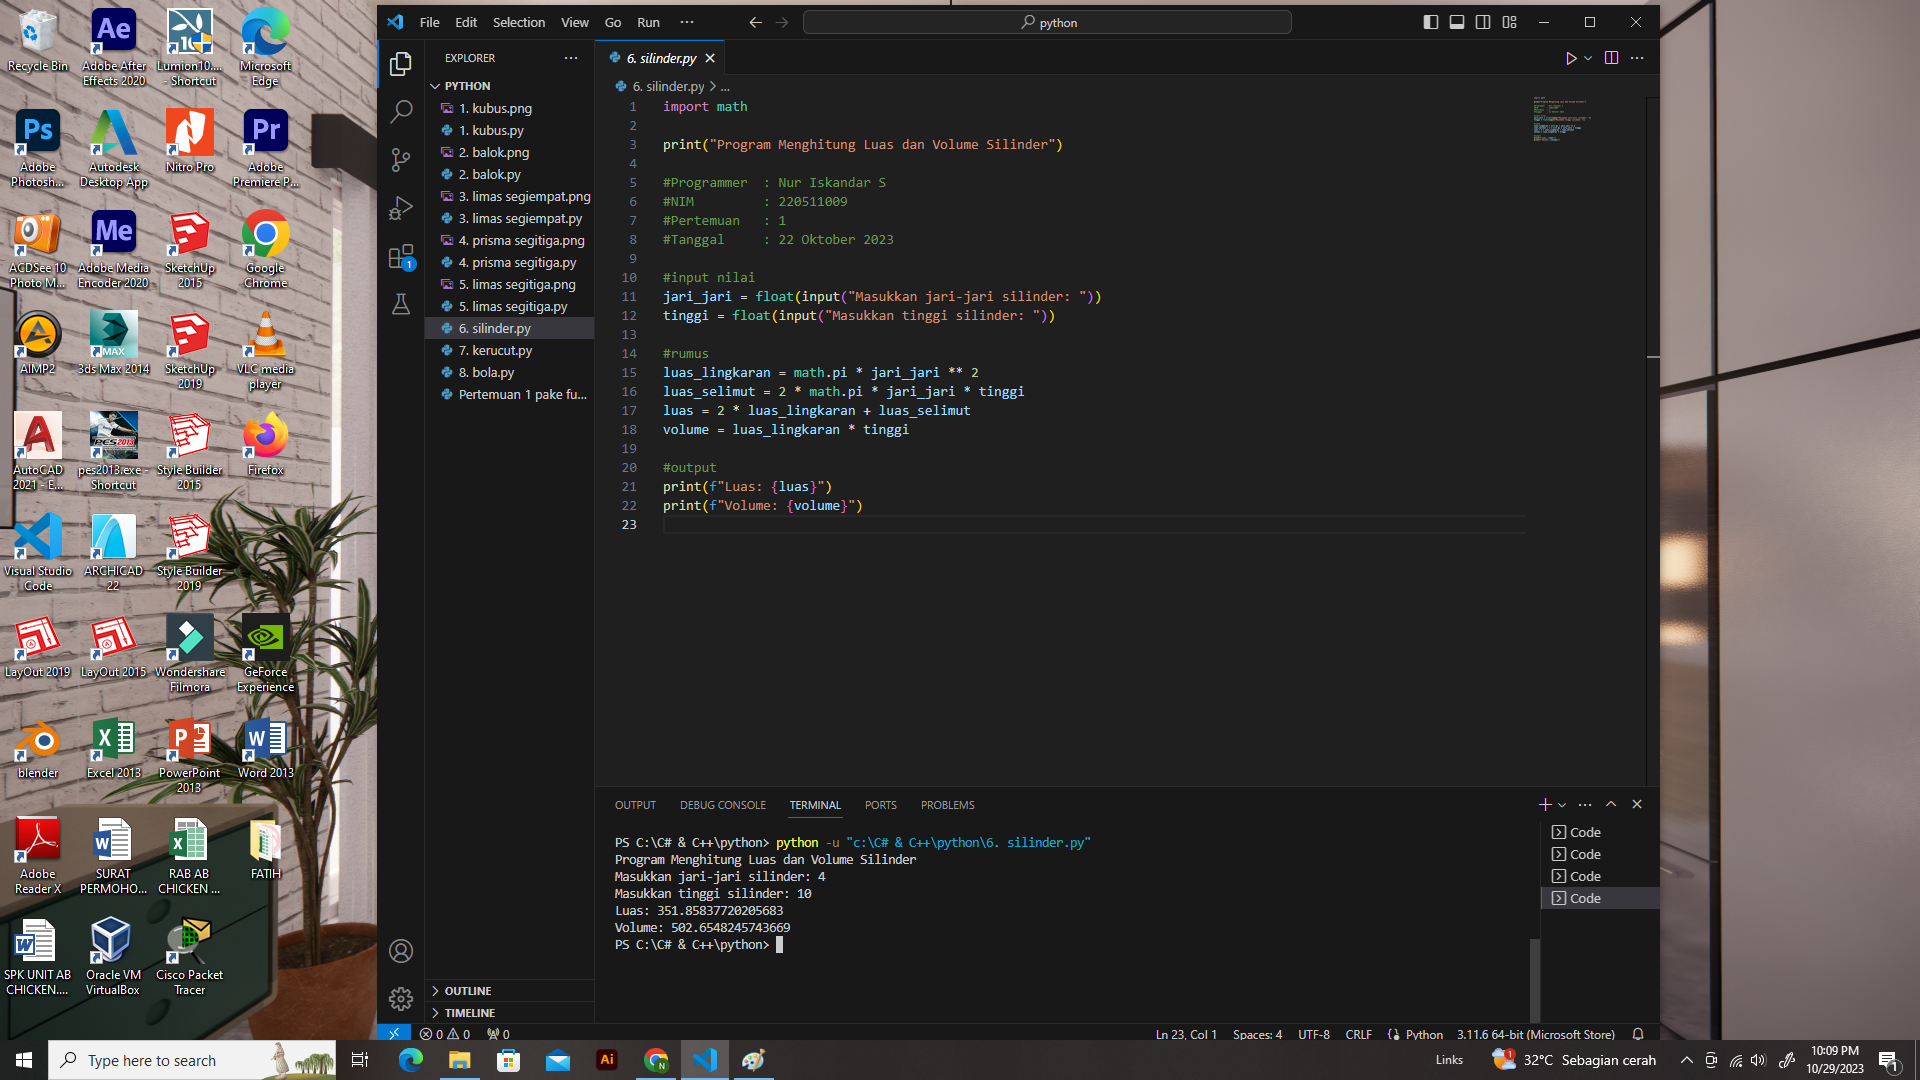 Recycle Bin
Adobe After Effects 2020
Lumion10.... - Shortcut
Microsoft Edge
Adobe Photosh...
Autodesk Desktop App
Nitro Pro
Adobe Premiere P...
ACDSee 10 Photo M...
Adobe Media Encoder 2020
SketchUp 2015
Google Chrome
AIMP2
3ds Max 2014
SketchUp 2019
VLC media player
AutoCAD 2021 - E...
pes2013.exe - Shortcut
Style Builder 2015
Firefox
Visual Studio Code
ARCHICAD 22
Style Builder 2019
LayOut 2019
LayOut 2015
Wondershare Filmora
GeForce Experience
blender
Excel 2013
PowerPoint 2013
Word 2013
Adobe Reader X
SURAT PERMOHO...
RAB AB CHICKEN ...
FATIH
SPK UNIT AB CHICKEN....
Oracle VM VirtualBox
Cisco Packet Tracer
File Edit Selection View Go Run ···
python
EXPLORER
PYTHON
1. kubus.png
1. kubus.py
2. balok.png
2. balok.py
3. limas segiempat.png
3. limas segiempat.py
4. prisma segitiga.png
4. prisma segitiga.py
5. limas segitiga.png
5. limas segitiga.py
6. silinder.py
7. kerucut.py
8. bola.py
Pertemuan 1 pake fu...
OUTLINE
TIMELINE
6. silinder.py
6. silinder.py > ...
1 import math
2
3 print("Program Menghitung Luas dan Volume Silinder")
4
5 #Programmer  : Nur Iskandar S
6 #NIM         : 220511009
7 #Pertemuan   : 1
8 #Tanggal     : 22 Oktober 2023
9
10 #input nilai
11 jari_jari = float(input("Masukkan jari-jari silinder: "))
12 tinggi = float(input("Masukkan tinggi silinder: "))
13
14 #rumus
15 luas_lingkaran = math.pi * jari_jari ** 2
16 luas_selimut = 2 * math.pi * jari_jari * tinggi
17 luas = 2 * luas_lingkaran + luas_selimut
18 volume = luas_lingkaran * tinggi
19
20 #output
21 print(f"Luas: {luas}")
22 print(f"Volume: {volume}")
23
OUTPUT DEBUG CONSOLE TERMINAL PORTS PROBLEMS
PS C:\C# & C++\python> python -u "c:\C# & C++\python\6. silinder.py"
Program Menghitung Luas dan Volume Silinder
Masukkan jari-jari silinder: 4
Masukkan tinggi silinder: 10
Luas: 351.85837720205683
Volume: 502.6548245743669
PS C:\C# & C++\python>
Code
Code
Code
Code
0 0 0
Ln 23, Col 1 Spaces: 4 UTF-8 CRLF Python 3.11.6 64-bit (Microsoft Store)
Type here to search
Links
32°C Sebagian cerah
10:09 PM
10/29/2023